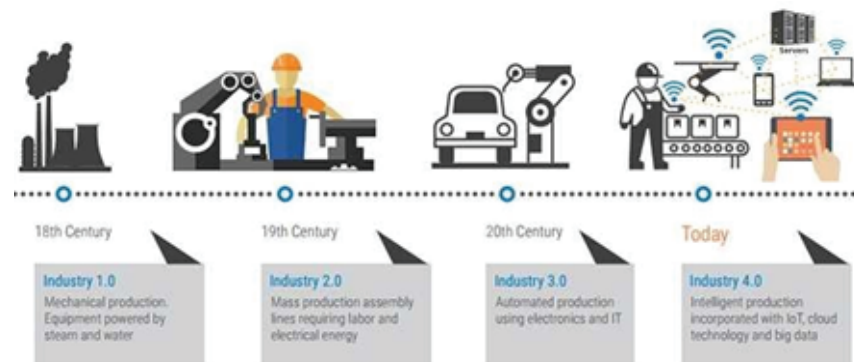 Servers
18th Century
19th Century
20th Century
Today
Industry 1.0
Mechanical production.
Equipment powered by
steam and water
Industry 2.0
Mass production assembly
lines requiring labor and
electrical energy
Industry 3.0
Automated production
using electronics and IT
Industry 4.0
Intelligent production
incorporated with IoT, cloud
technology and big data